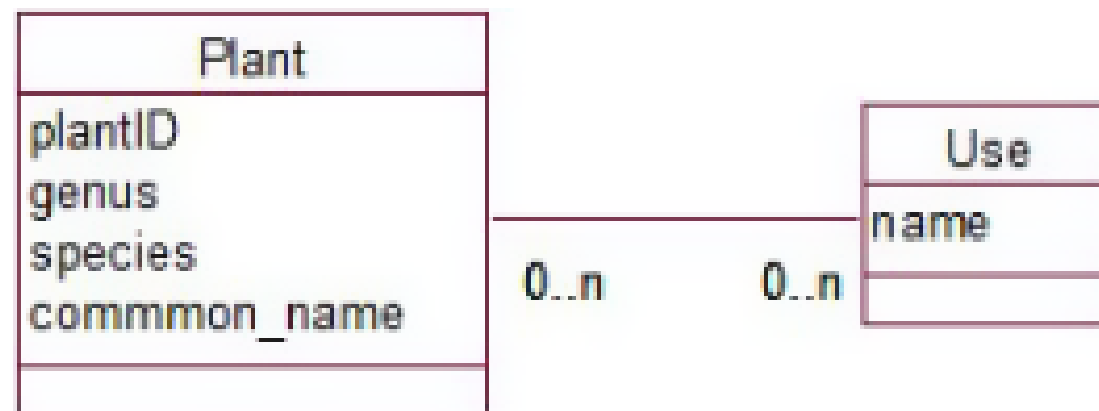 Plant
plantID
genus
species
commmon_name
0..n
0..n
Use
name